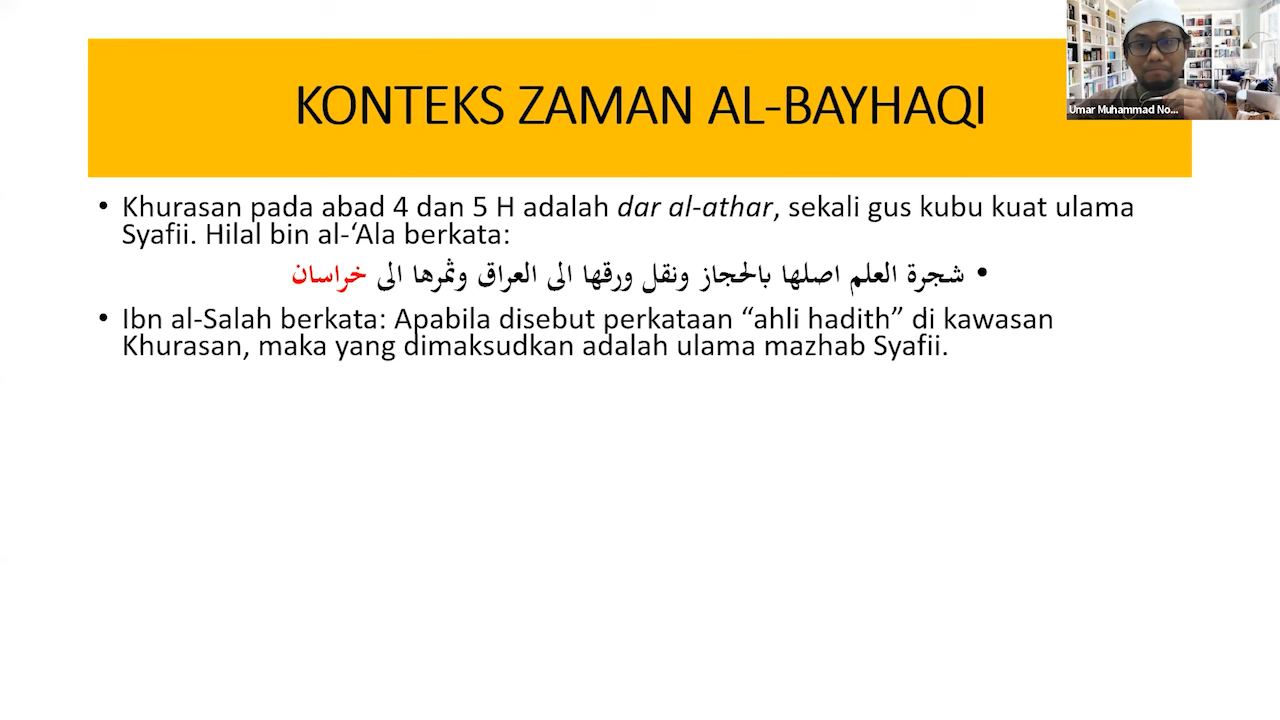 KONTEKS ZAMAN AL-BAYHAQI
Umar Muhammad No...
• Khurasan pada abad 4 dan 5 H adalah dar al-athar, sekali gus kubu kuat ulama
Syafii. Hilal bin al-‘Ala berkata:
• شجرة العلم اصلها بالحجاز ونقل ورقها الى العراق وثمرها الى خراسان
• Ibn al-Salah berkata: Apabila disebut perkataan “ahli hadith” di kawasan
Khurasan, maka yang dimaksudkan adalah ulama mazhab Syafii.